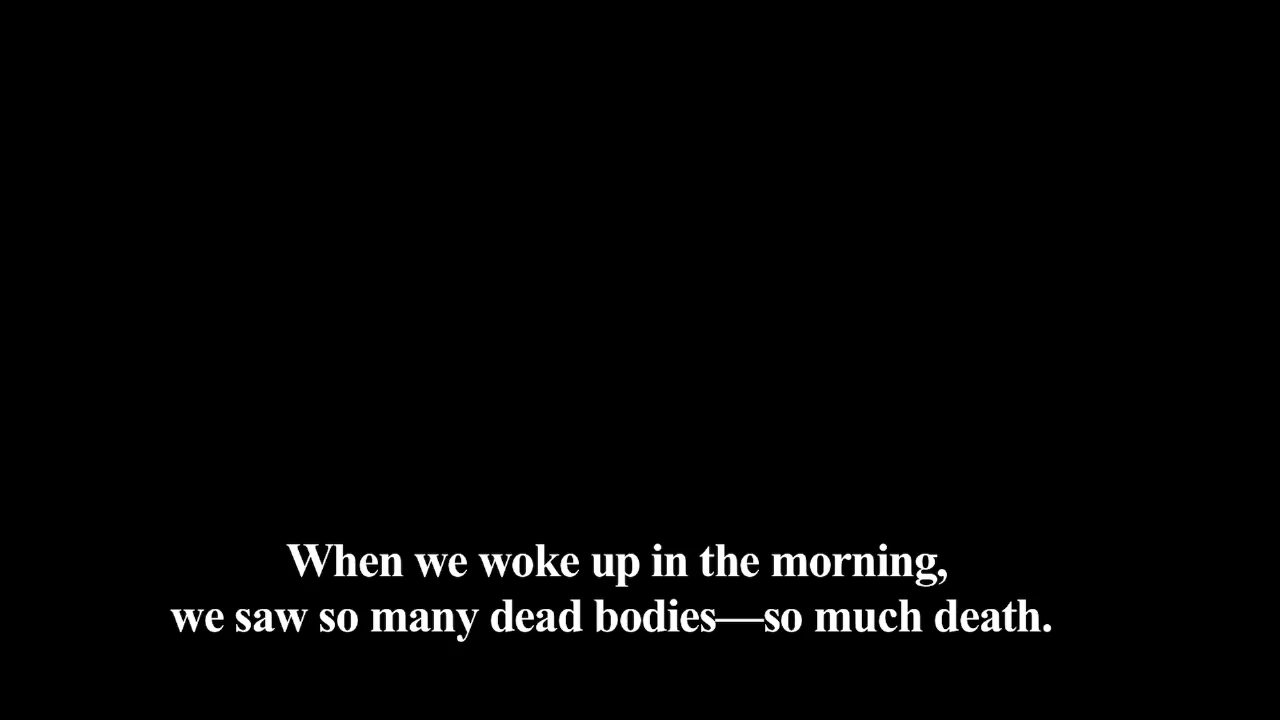 When we woke up in the morning,
we saw so many dead bodies—so much death.